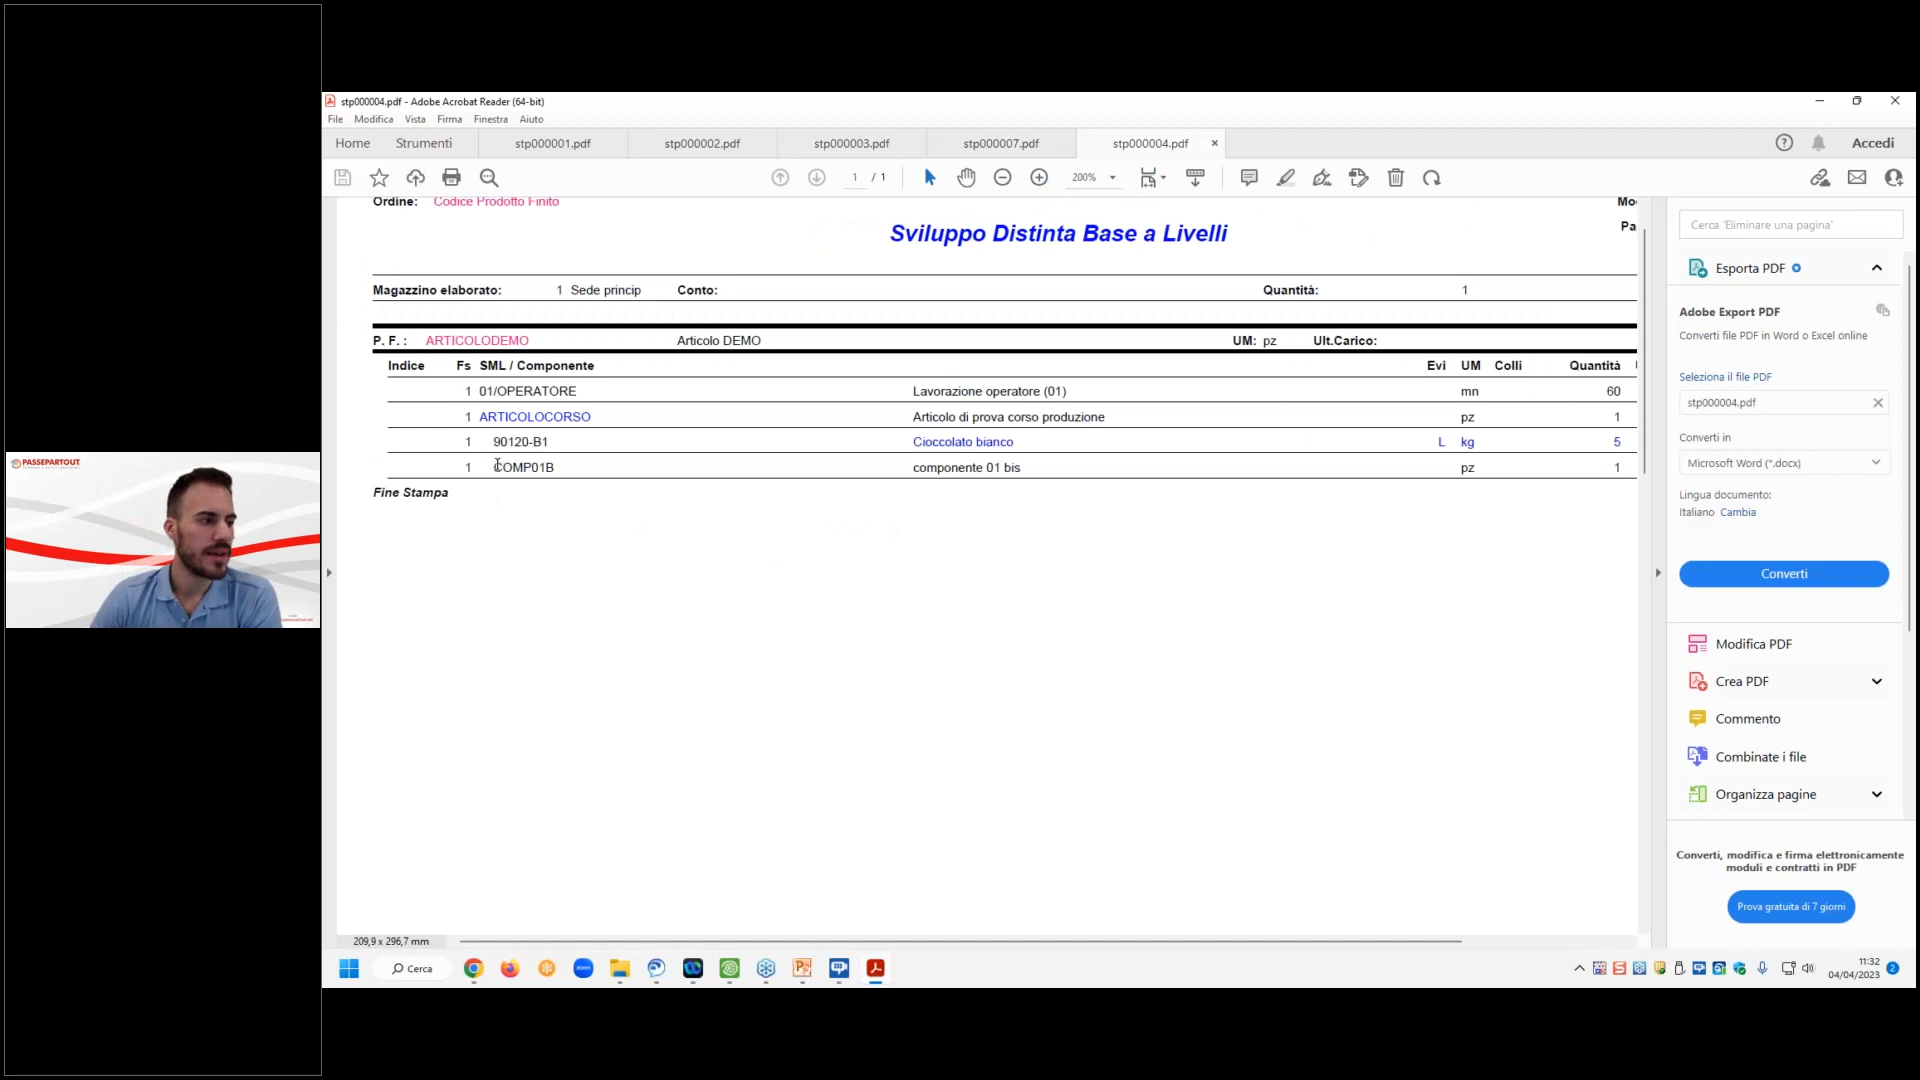 stp000004.pdf - Adobe Acrobat Reader (64-bit)
File Modifica Vista Firma Finestra Aiuto
Home Strumenti stp000001.pdf stp000002.pdf stp000003.pdf stp000007.pdf stp000004.pdf × Accedi
1 / 1 200%
Ordine: Codice Prodotto Finito
Sviluppo Distinta Base a Livelli
Magazzino elaborato: 1 Sede princip Conto: Quantità: 1
P. F. : ARTICOLODEMO Articolo DEMO UM: pz Ult.Carico:
Indice Fs SML / Componente Evi UM Colli Quantità
1 01/OPERATORE Lavorazione operatore (01) mn 60
1 ARTICOLOCORSO Articolo di prova corso produzione pz 1
1 90120-B1 Cioccolato bianco L kg 5
1 COMP01B componente 01 bis pz 1
Fine Stampa
209,9 x 296,7 mm
Cerca 'Eliminare una pagina'
Esporta PDF
Adobe Export PDF
Converti file PDF in Word o Excel online
Seleziona il file PDF
stp000004.pdf
Converti in
Microsoft Word (*.docx)
Lingua documento:
Italiano Cambia
Converti
Modifica PDF
Crea PDF
Commento
Combinate i file
Organizza pagine
Converti, modifica e firma elettronicamente
moduli e contratti in PDF
Prova gratuita di 7 giorni
PASSEPARTOUT
Cerca
11:32
04/04/2023
2